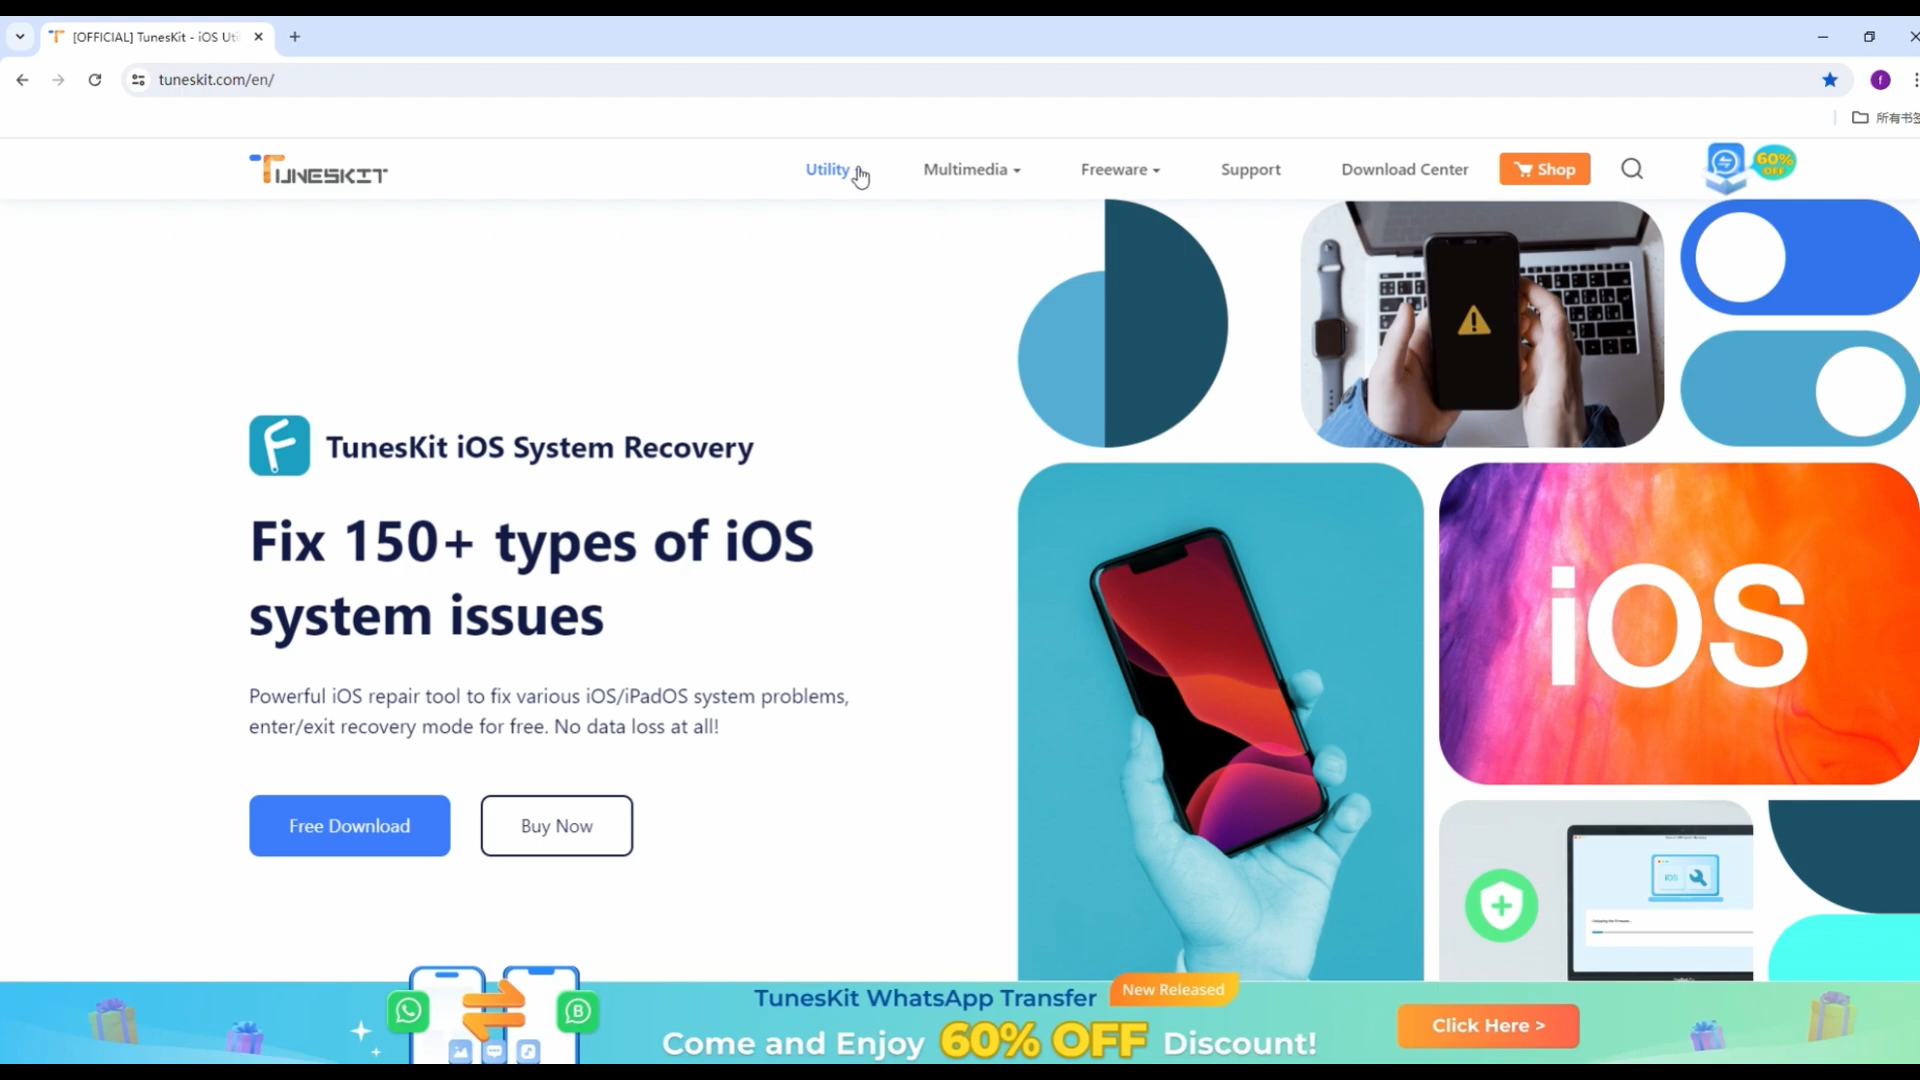 [OFFICIAL] TunesKit - iOS Uti
tuneskit.com/en/
所有书签
TUNESKIT
Utility
Multimedia
Freeware
Support
Download Center
Shop
60%
OFF
TunesKit iOS System Recovery
Fix 150+ types of iOS
system issues
Powerful iOS repair tool to fix various iOS/iPadOS system problems,
enter/exit recovery mode for free. No data loss at all!
Free Download
Buy Now
iOS
iOS
TunesKit WhatsApp Transfer
New Released
Come and Enjoy 60% OFF Discount!
Click Here >